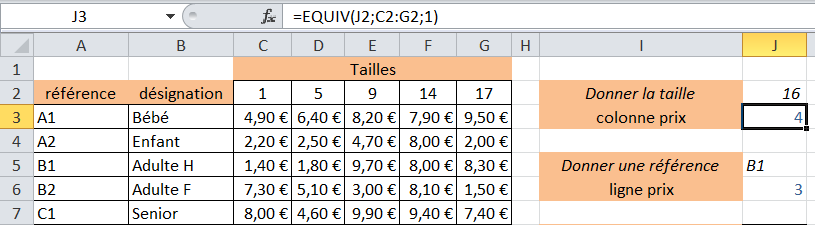 J3 fx =EQUIV(J2;C2:G2;1)
A B C D E F G H I J
1 Tailles
2 référence désignation 1 5 9 14 17 Donner la taille 16
3 A1 Bébé 4,90 € 6,40 € 8,20 € 7,90 € 9,50 € colonne prix 4
4 A2 Enfant 2,20 € 2,50 € 4,70 € 8,00 € 2,00 €
5 B1 Adulte H 1,40 € 1,80 € 9,70 € 8,00 € 8,30 € Donner une référence B1
6 B2 Adulte F 7,30 € 5,10 € 3,00 € 8,10 € 1,50 € ligne prix 3
7 C1 Senior 8,00 € 4,60 € 9,90 € 9,40 € 7,40 €